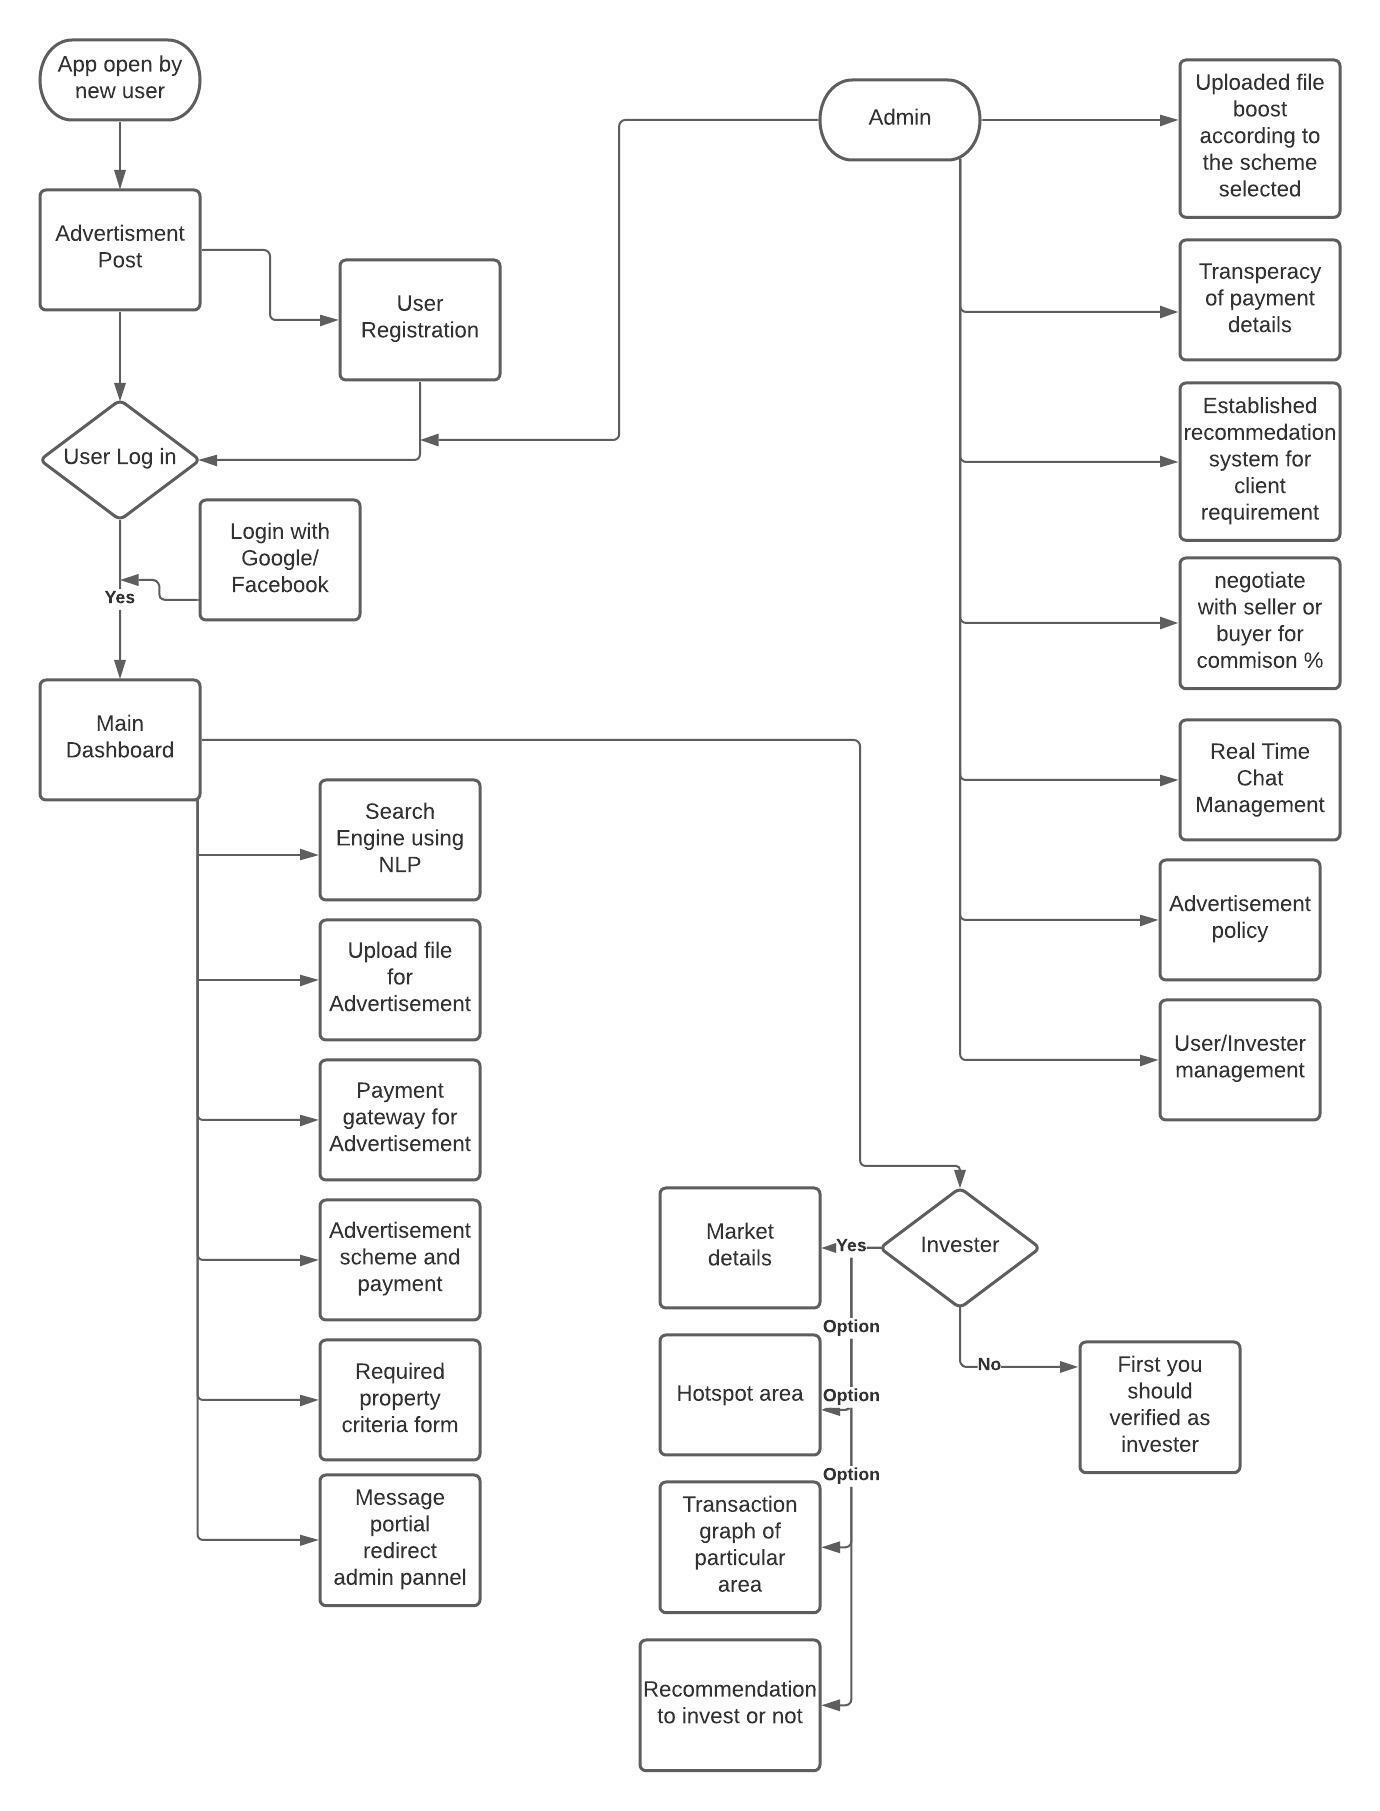 App open by
new user
Advertisment
Post
User
Registration
User Log in
Login with
Google/
Facebook
Yes
Main
Dashboard
Search
Engine using
NLP
Upload file
for
Advertisement
Payment
gateway for
Advertisement
Advertisement
scheme and
payment
Required
property
criteria form
Message
portial
redirect
admin pannel
Admin
Uploaded file
boost
according to
the scheme
selected
Transperacy
of payment
details
Established
recommedation
system for
client
requirement
negotiate
with seller or
buyer for
commison %
Real Time
Chat
Management
Advertisement
policy
User/Invester
management
Invester
Yes
Market
details
Option
Hotspot area
Option
Option
Transaction
graph of
particular
area
Recommendation
to invest or not
No
First you
should
verified as
invester